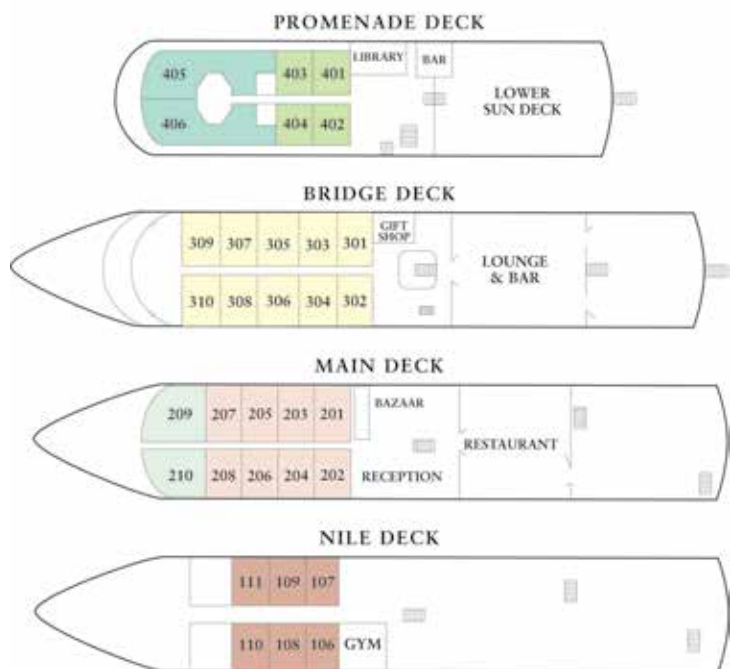 PROMENADE DECK
LIBRARY
BAR
405
403
401
LOWER
SUN DECK
406
404
402
BRIDGE DECK
GIFT
SHOP
309
307
305
303
301
LOUNGE
& BAR
310
308
306
304
302
MAIN DECK
BAZAAR
209
207
205
203
201
RESTAURANT
210
208
206
204
202
RECEPTION
NILE DECK
111
109
107
110
108
106
GYM